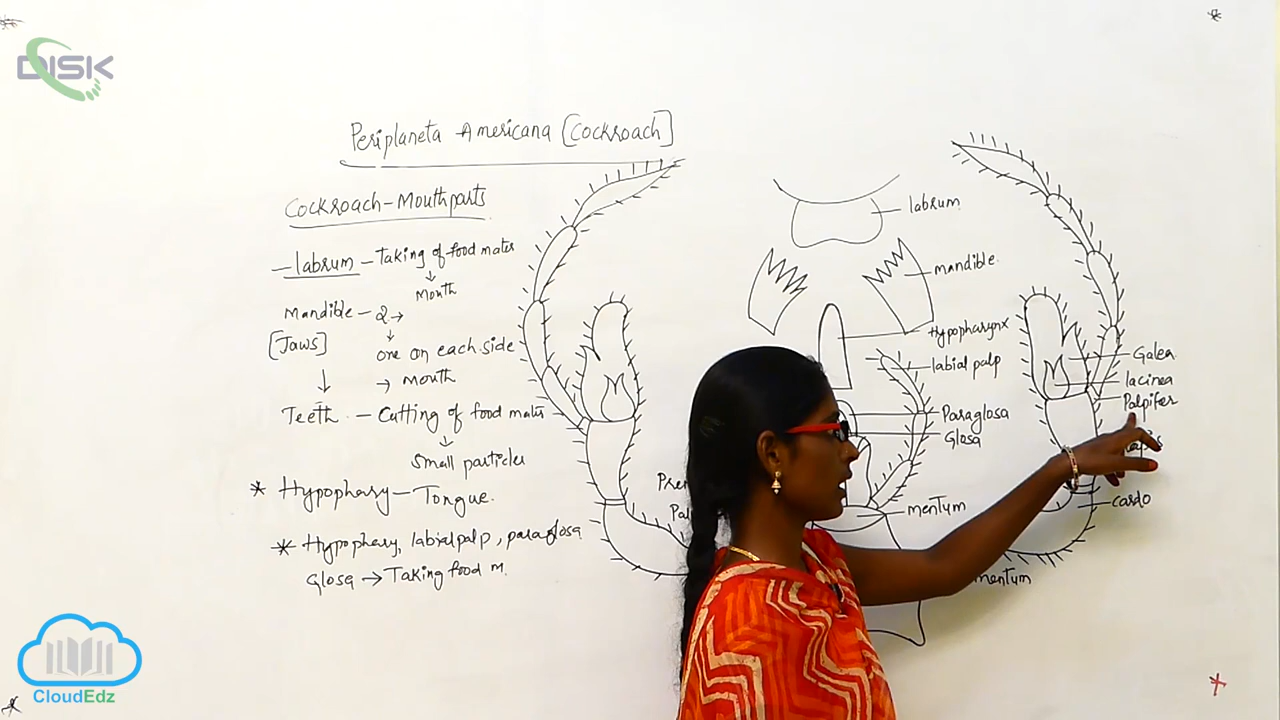 DISK
Periplaneta Americana [Cockroach]
Cockroach-Mouthparts
- labrum - Taking of food mater
↓
Mouth
Mandible - 2 →
[Jaws]
↓
one on each side
→ mouth
↓
Teeth - Cutting of food mater
↓
Small particles
* Hypophary - Tongue.
* Hypophary, labial palp, paraglosa
Glosa → Taking food m.
labrum
mandible
Hypopharynx
labial palp
Paraglosa
Glosa
mentum
Galea
lacinea
Palpifer
cardo
CloudEdz